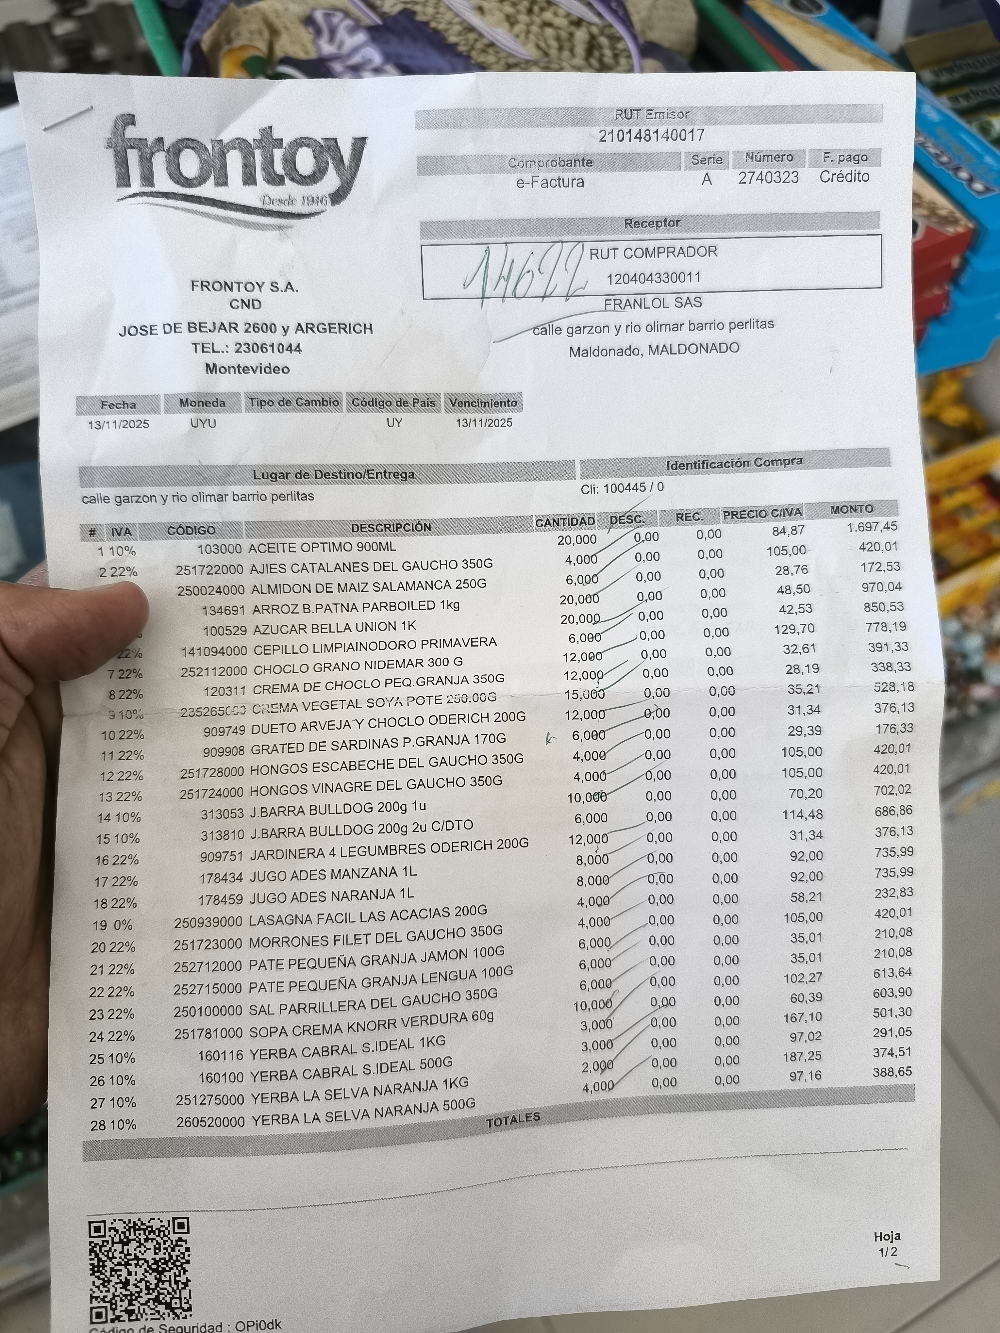 frontoy
Desde 1946
RUT Emisor
210148140017
Comprobante Serie Número F. pago
e-Factura A 2740323 Crédito
Receptor
14622 RUT COMPRADOR
120404330011
FRANLOL SAS
calle garzon y rio olimar barrio perlitas
Maldonado, MALDONADO
FRONTOY S.A.
CND
JOSE DE BEJAR 2600 y ARGERICH
TEL.: 23061044
Montevideo
Fecha Moneda Tipo de Cambio Código de País Vencimiento
13/11/2025 UYU UY 13/11/2025
Lugar de Destino/Entrega Identificación Compra
calle garzon y rio olimar barrio perlitas Cli: 100445 / 0
# IVA CÓDIGO DESCRIPCIÓN CANTIDAD DESC. REC. PRECIO C/IVA MONTO
1 10% 103000 ACEITE OPTIMO 900ML 20,000 0,00 0,00 84,87 1.697,45
2 22% 251722000 AJIES CATALANES DEL GAUCHO 350G 4,000 0,00 0,00 105,00 420,01
250024000 ALMIDON DE MAIZ SALAMANCA 250G 6,000 0,00 0,00 28,76 172,53
134691 ARROZ B.PATNA PARBOILED 1kg 20,000 0,00 0,00 48,50 970,04
100529 AZUCAR BELLA UNION 1K 20,000 0,00 0,00 42,53 850,53
22% 141094000 CEPILLO LIMPIAINODORO PRIMAVERA 6,000 0,00 0,00 129,70 778,19
7 22% 252112000 CHOCLO GRANO NIDEMAR 300 G 12,000 0,00 0,00 32,61 391,33
8 22% 120311 CREMA DE CHOCLO PEQ.GRANJA 350G 12,000 0,00 0,00 28,19 338,33
9 10% CREMA VEGETAL SOYA POTE 250.00G 15,000 0,00 0,00 35,21 528,18
10 22% 909749 DUETO ARVEJA Y CHOCLO ODERICH 200G 12,000 0,00 0,00 31,34 376,13
11 22% 909908 GRATED DE SARDINAS P.GRANJA 170G 6,000 0,00 0,00 29,39 176,33
12 22% 251728000 HONGOS ESCABECHE DEL GAUCHO 350G 4,000 0,00 0,00 105,00 420,01
13 22% 251724000 HONGOS VINAGRE DEL GAUCHO 350G 4,000 0,00 0,00 105,00 420,01
14 10% 313053 J.BARRA BULLDOG 200g 1u 10,000 0,00 0,00 70,20 702,02
15 10% 313810 J.BARRA BULLDOG 200g 2u C/DTO 6,000 0,00 0,00 114,48 686,86
16 22% 909751 JARDINERA 4 LEGUMBRES ODERICH 200G 12,000 0,00 0,00 31,34 376,13
17 22% 178434 JUGO ADES MANZANA 1L 8,000 0,00 0,00 92,00 735,99
18 22% 178459 JUGO ADES NARANJA 1L 8,000 0,00 0,00 92,00 735,99
19 0% 250939000 LASAGNA FACIL LAS ACACIAS 200G 4,000 0,00 0,00 58,21 232,83
20 22% 251723000 MORRONES FILET DEL GAUCHO 350G 4,000 0,00 0,00 105,00 420,01
21 22% 252712000 PATE PEQUEÑA GRANJA JAMON 100G 6,000 0,00 0,00 35,01 210,08
22 22% 252715000 PATE PEQUEÑA GRANJA LENGUA 100G 6,000 0,00 0,00 35,01 210,08
23 22% 250100000 SAL PARRILLERA DEL GAUCHO 350G 6,000 0,00 0,00 102,27 613,64
24 22% 251781000 SOPA CREMA KNORR VERDURA 60g 10,000 0,00 0,00 60,39 603,90
25 10% 160116 YERBA CABRAL S.IDEAL 1KG 3,000 0,00 0,00 167,10 501,30
26 10% 160100 YERBA CABRAL S.IDEAL 500G 3,000 0,00 0,00 97,02 291,05
27 10% 251275000 YERBA LA SELVA NARANJA 1KG 2,000 0,00 0,00 187,25 374,51
28 10% 260520000 YERBA LA SELVA NARANJA 500G 4,000 0,00 0,00 97,16 388,65
TOTALES
Hoja
1/2
Código de Seguridad : OPi0dk